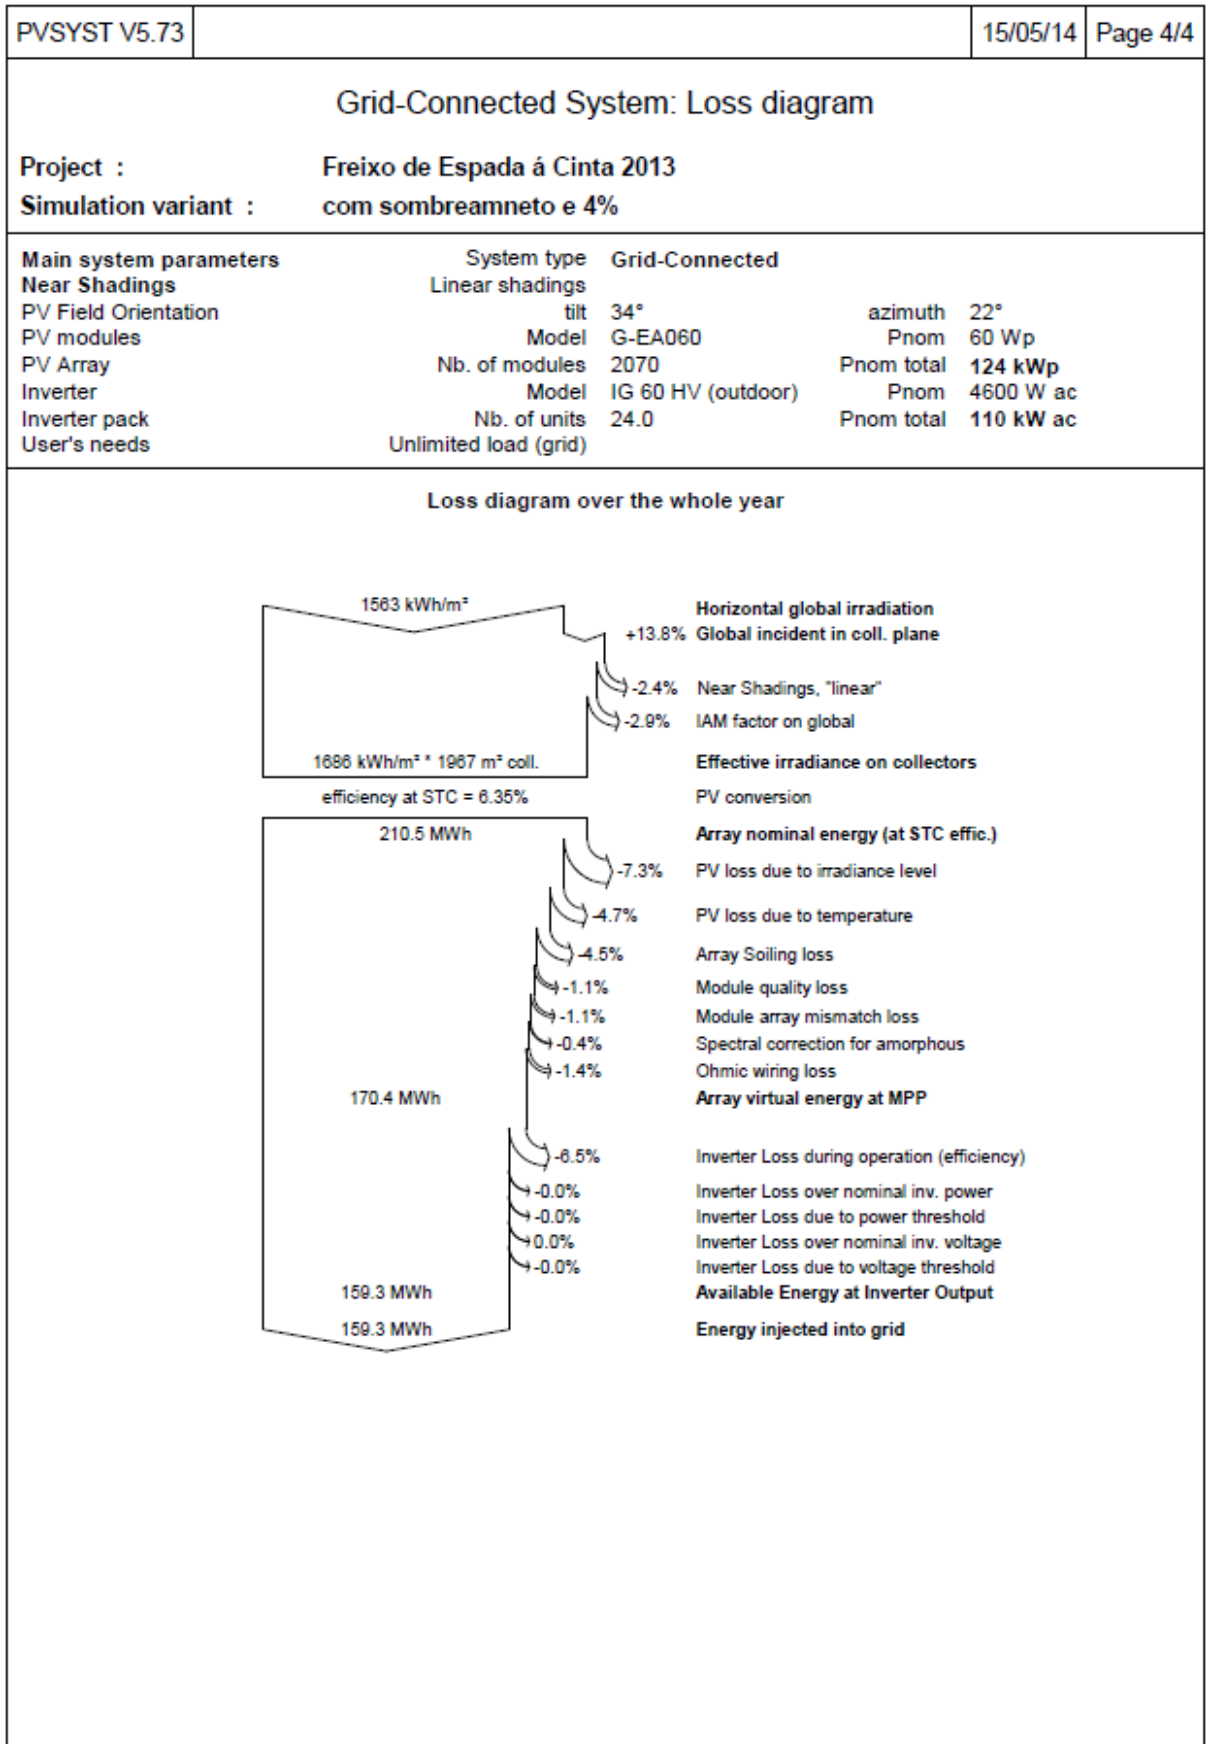 PVSYST V5.73 15/05/14 Page 4/4
Grid-Connected System: Loss diagram
Project : Freixo de Espada á Cinta 2013
Simulation variant : com sombreamneto e 4%
Main system parameters System type Grid-Connected
Near Shadings Linear shadings
PV Field Orientation tilt 34° azimuth 22°
PV modules Model G-EA060 Pnom 60 Wp
PV Array Nb. of modules 2070 Pnom total 124 kWp
Inverter Model IG 60 HV (outdoor) Pnom 4600 W ac
Inverter pack Nb. of units 24.0 Pnom total 110 kW ac
User's needs Unlimited load (grid)
Loss diagram over the whole year
1563 kWh/m² Horizontal global irradiation
+13.8% Global incident in coll. plane
-2.4% Near Shadings, "linear"
-2.9% IAM factor on global
1686 kWh/m² * 1967 m² coll. Effective irradiance on collectors
efficiency at STC = 6.35% PV conversion
210.5 MWh Array nominal energy (at STC effic.)
-7.3% PV loss due to irradiance level
-4.7% PV loss due to temperature
-4.5% Array Soiling loss
-1.1% Module quality loss
-1.1% Module array mismatch loss
-0.4% Spectral correction for amorphous
-1.4% Ohmic wiring loss
170.4 MWh Array virtual energy at MPP
-6.5% Inverter Loss during operation (efficiency)
-0.0% Inverter Loss over nominal inv. power
-0.0% Inverter Loss due to power threshold
0.0% Inverter Loss over nominal inv. voltage
-0.0% Inverter Loss due to voltage threshold
159.3 MWh Available Energy at Inverter Output
159.3 MWh Energy injected into grid